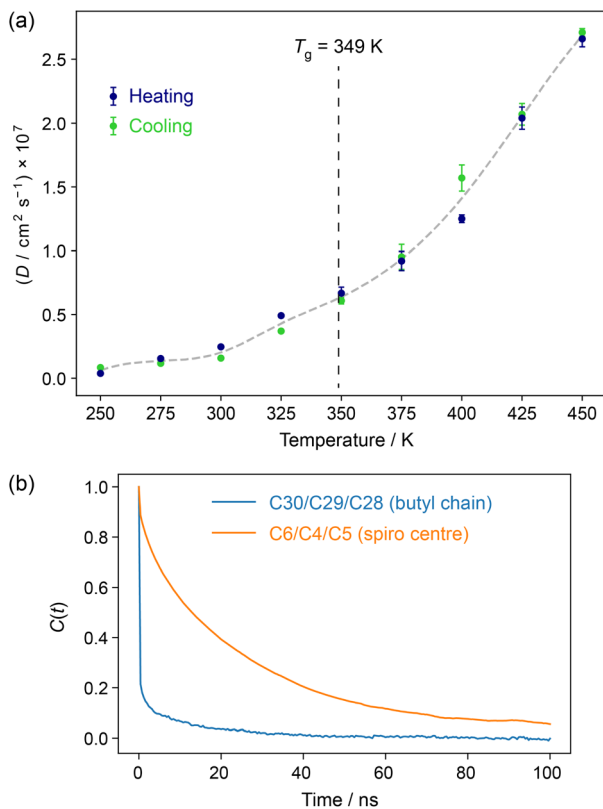 (a)
T_g = 349 K
Heating
Cooling
(D / cm² s⁻¹) × 10⁷
2.5
2.0
1.5
1.0
0.5
0.0
250 275 300 325 350 375 400 425 450
Temperature / K
(b)
C30/C29/C28 (butyl chain)
C6/C4/C5 (spiro centre)
C(t)
1.0
0.8
0.6
0.4
0.2
0.0
0 20 40 60 80 100
Time / ns